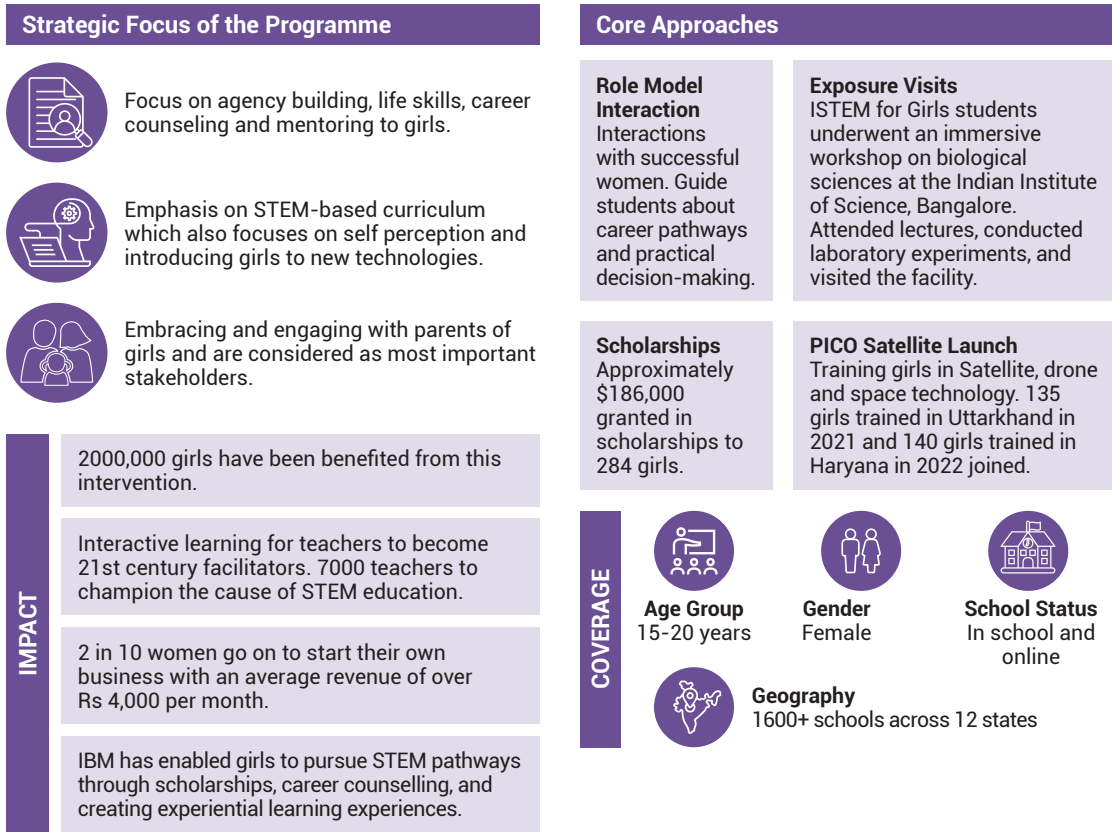 Strategic Focus of the Programme
Focus on agency building, life skills, career
counseling and mentoring to girls.
Emphasis on STEM-based curriculum
which also focuses on self perception and
introducing girls to new technologies.
Embracing and engaging with parents of
girls and are considered as most important
stakeholders.
IMPACT
2000,000 girls have been benefited from this
intervention.
Interactive learning for teachers to become
21st century facilitators. 7000 teachers to
champion the cause of STEM education.
2 in 10 women go on to start their own
business with an average revenue of over
Rs 4,000 per month.
IBM has enabled girls to pursue STEM pathways
through scholarships, career counselling, and
creating experiential learning experiences.
Core Approaches
Role Model
Interaction
Interactions
with successful
women. Guide
students about
career pathways
and practical
decision-making.
Exposure Visits
ISTEM for Girls students
underwent an immersive
workshop on biological
sciences at the Indian Institute
of Science, Bangalore.
Attended lectures, conducted
laboratory experiments, and
visited the facility.
Scholarships
Approximately
$186,000
granted in
scholarships to
284 girls.
PICO Satellite Launch
Training girls in Satellite, drone
and space technology. 135
girls trained in Uttarkhand in
2021 and 140 girls trained in
Haryana in 2022 joined.
COVERAGE
Age Group
15-20 years
Gender
Female
School Status
In school and
online
Geography
1600+ schools across 12 states